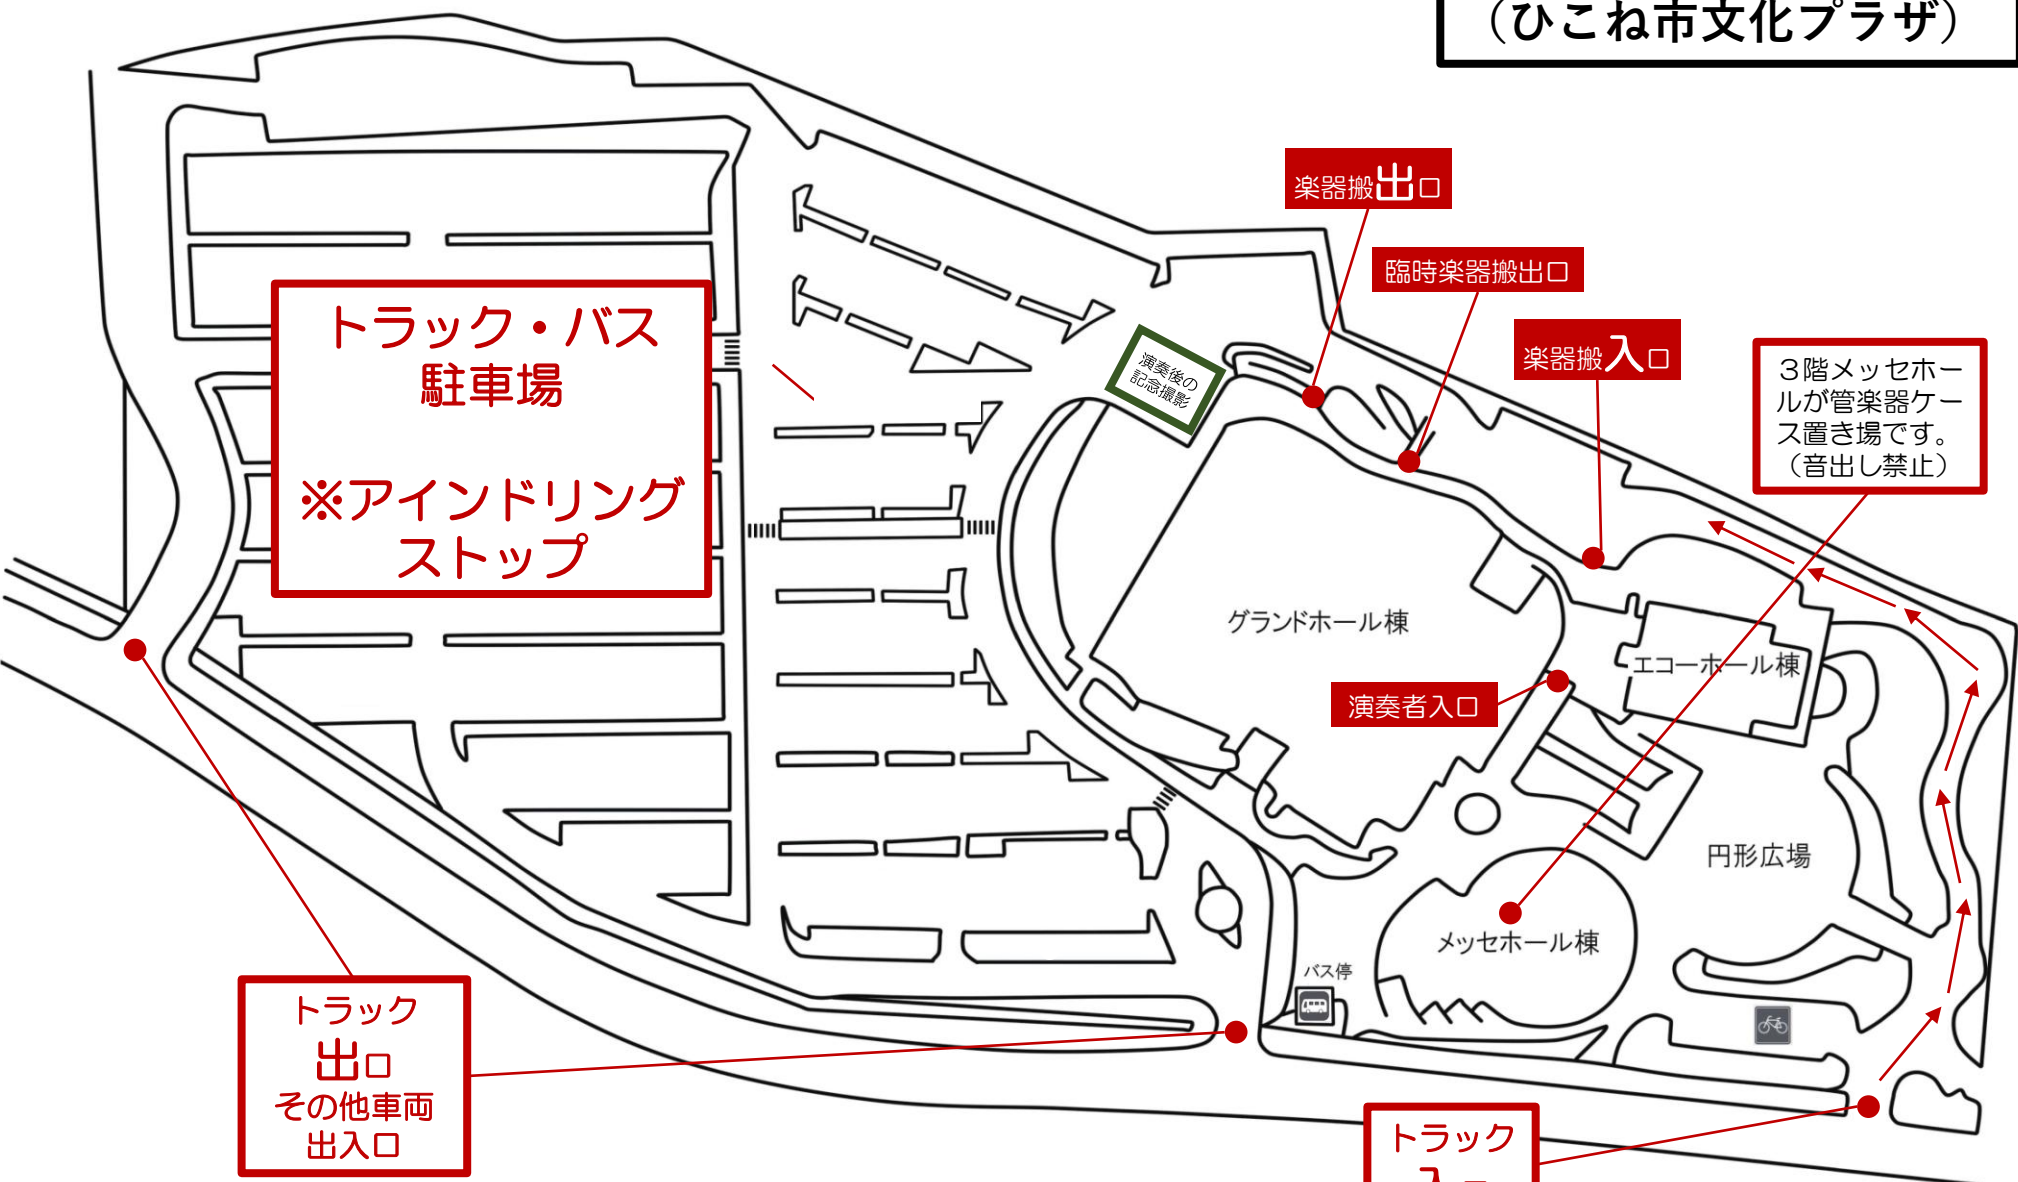 （ひこね市文化プラザ）
楽器搬出口
臨時楽器搬出口
楽器搬入口
３階メッセホー
ルが管楽器ケー
ス置き場です。
（音出し禁止）
トラック・バス
駐車場
※アインドリング
ストップ
演奏後の
記念撮影
グランドホール棟
エコーホール棟
演奏者入口
円形広場
メッセホール棟
バス停
トラック
出口
その他車両
出入口
トラック